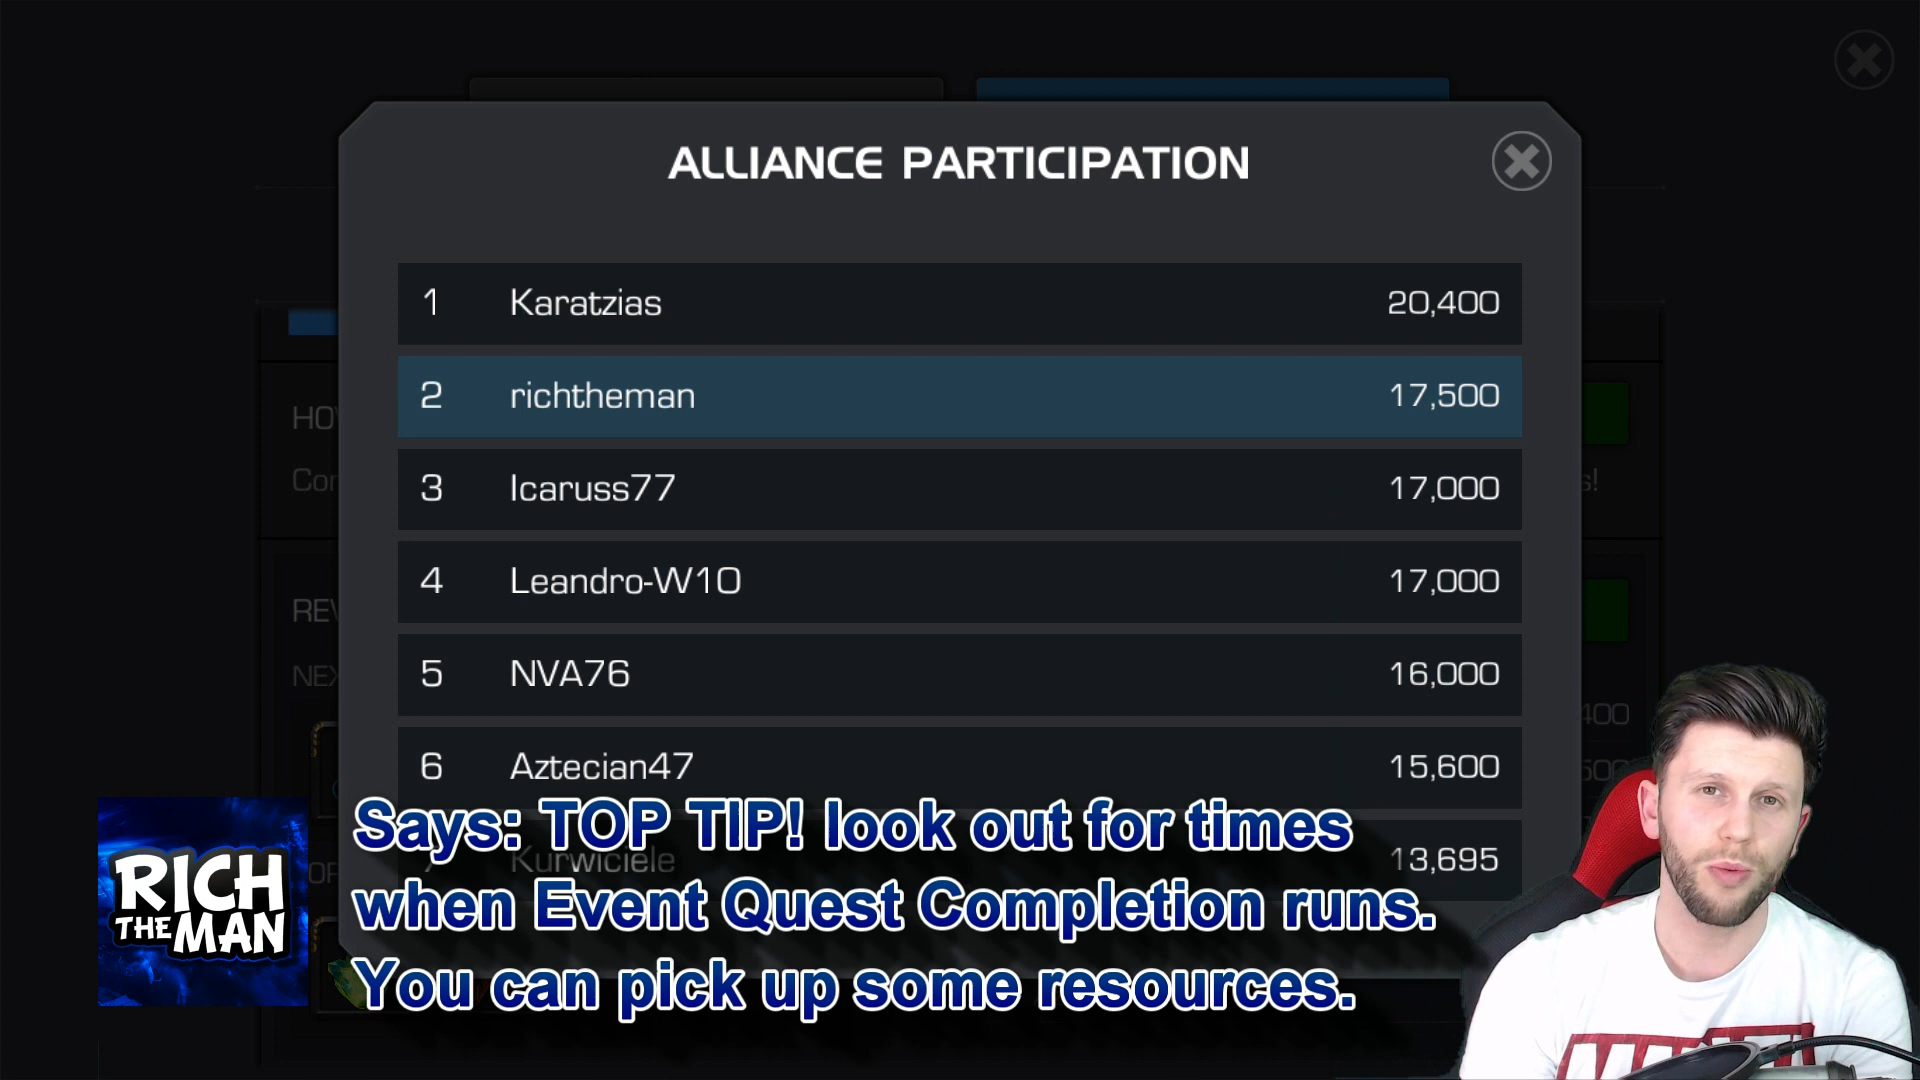 ALLIANCE PARTICIPATION
1 Karatzias 20,400
2 richtheman 17,500
3 Icaruss77 17,000
4 Leandro-W10 17,000
5 NVA76 16,000
6 Aztecian47 15,600
7 Kurwiciele 13,695
Says: TOP TIP! look out for times
when Event Quest Completion runs.
You can pick up some resources.
RICH
THE MAN